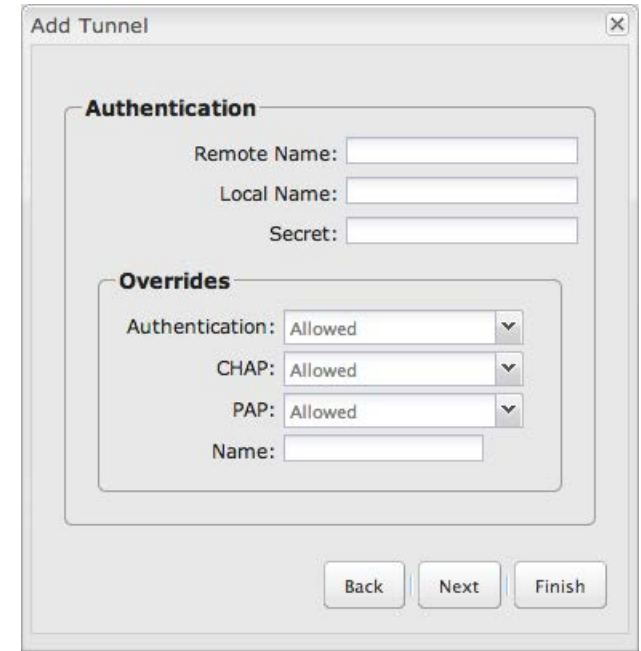 Add Tunnel
Authentication
Remote Name:
Local Name:
Secret:
Overrides
Authentication: Allowed
CHAP: Allowed
PAP: Allowed
Name:
Back Next Finish